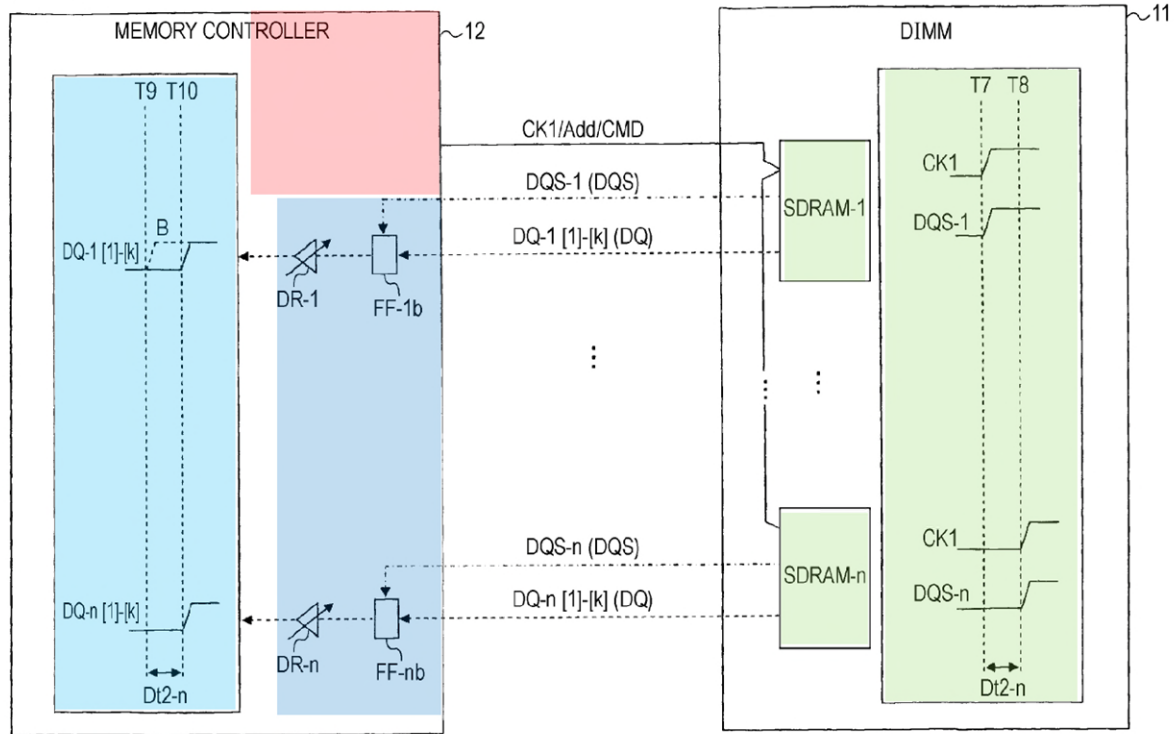 MEMORY CONTROLLER
12
DIMM
11
T9 T10
T7 T8
CK1/Add/CMD
CK1
DQS-1 (DQS)
SDRAM-1
DQS-1
B
DQ-1 [1]-[k]
DQ-1 [1]-[k] (DQ)
DR-1
FF-1b
DQS-n (DQS)
CK1
SDRAM-n
DQS-n
DQ-n [1]-[k]
DQ-n [1]-[k] (DQ)
DR-n
FF-nb
Dt2-n
Dt2-n